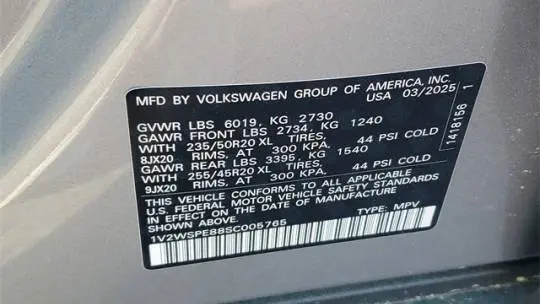 MFD BY VOLKSWAGEN GROUP OF AMERICA, INC.
USA 03/2025
GVWR LBS 6019, KG 2730
GAWR FRONT LBS 2734, KG 1240
WITH 235/50R20 XL TIRES,
8JX20 RIMS, AT 300 KPA, 44 PSI COLD
GAWR REAR LBS 3395, KG 1540
WITH 255/45R20 XL TIRES,
9JX20 RIMS, AT 300 KPA, 44 PSI COLD
THIS VEHICLE CONFORMS TO ALL APPLICABLE
U.S. FEDERAL MOTOR VEHICLE SAFETY STANDARDS
IN EFFECT ON THE DATE OF MANUFACTURE
SHOWN ABOVE.
1V2WSPE88SC005765 TYPE: MPV
1418156 1